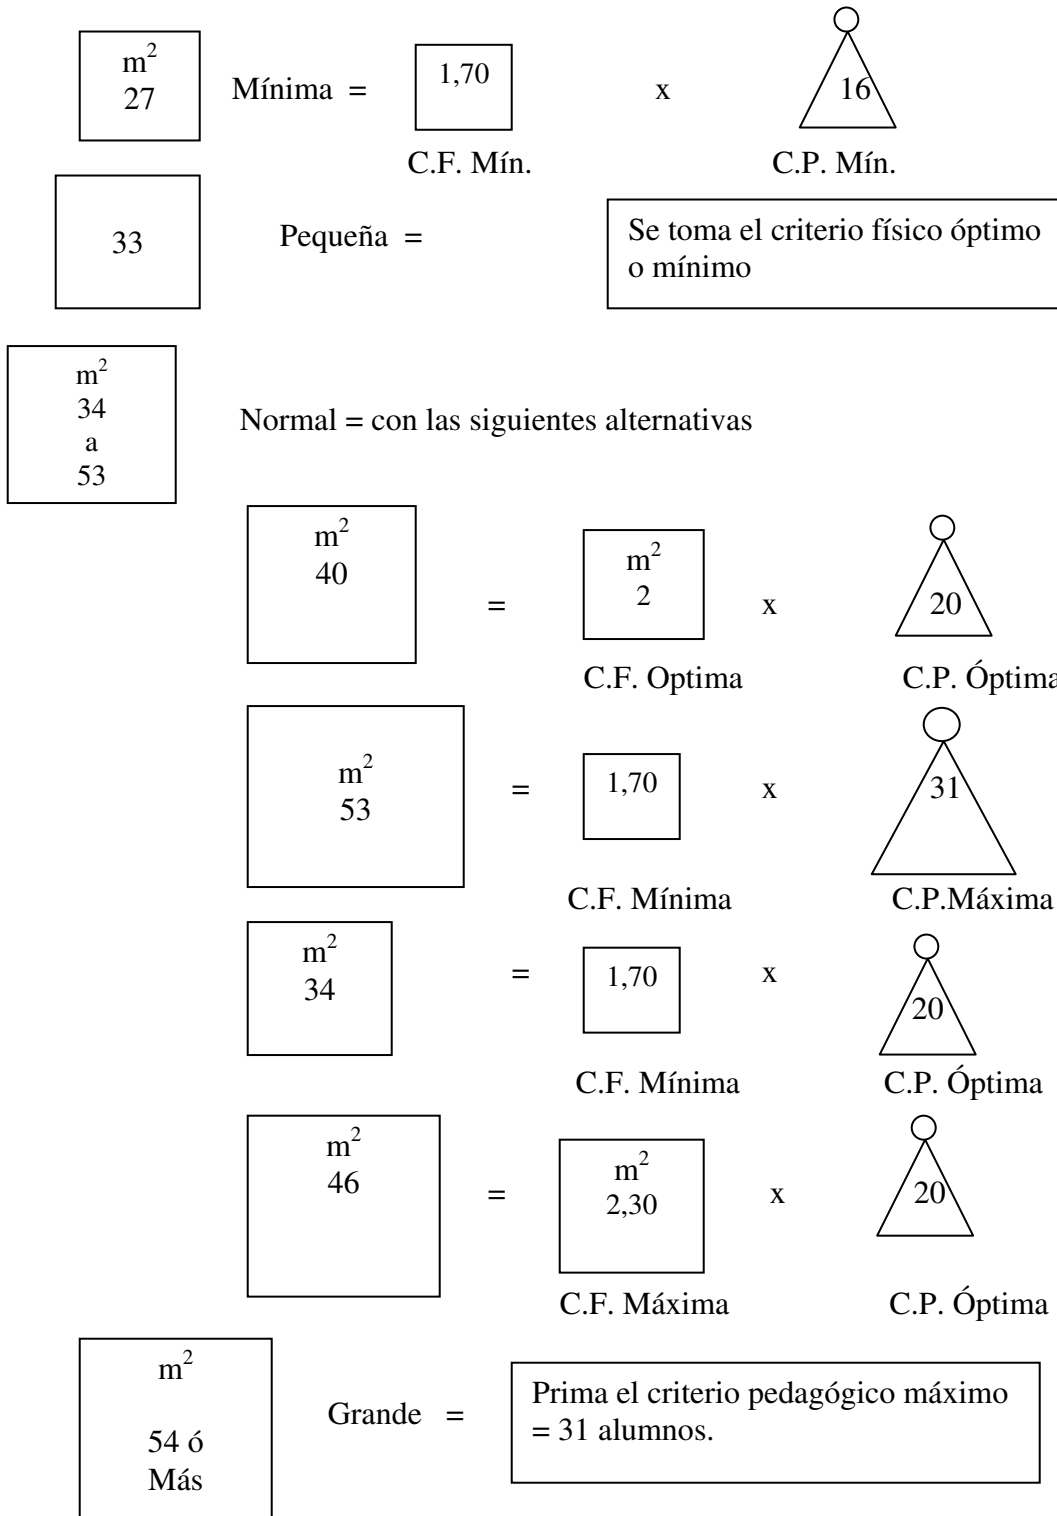 m²
27
Mínima =
1,70
x
16
C.F. Mín.
C.P. Mín.
33
Pequeña =
Se toma el criterio físico óptimo
o mínimo
m²
34
a
53
Normal = con las siguientes alternativas
m²
40
=
m²
2
x
20
C.F. Optima
C.P. Óptima
m²
53
=
1,70
x
31
C.F. Mínima
C.P.Máxima
m²
34
=
1,70
x
20
C.F. Mínima
C.P. Óptima
m²
46
=
m²
2,30
x
20
C.F. Máxima
C.P. Óptima
m²
54 ó
Más
Grande =
Prima el criterio pedagógico máximo
= 31 alumnos.